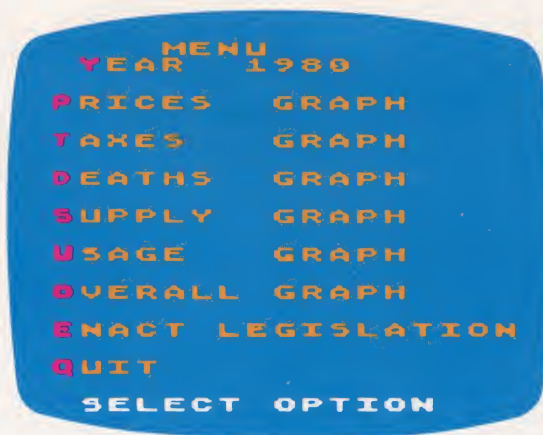 MENU
YEAR 1980
PRICES GRAPH
TAXES GRAPH
DEATHS GRAPH
SUPPLY GRAPH
USAGE GRAPH
OVERALL GRAPH
ENACT LEGISLATION
QUIT
SELECT OPTION